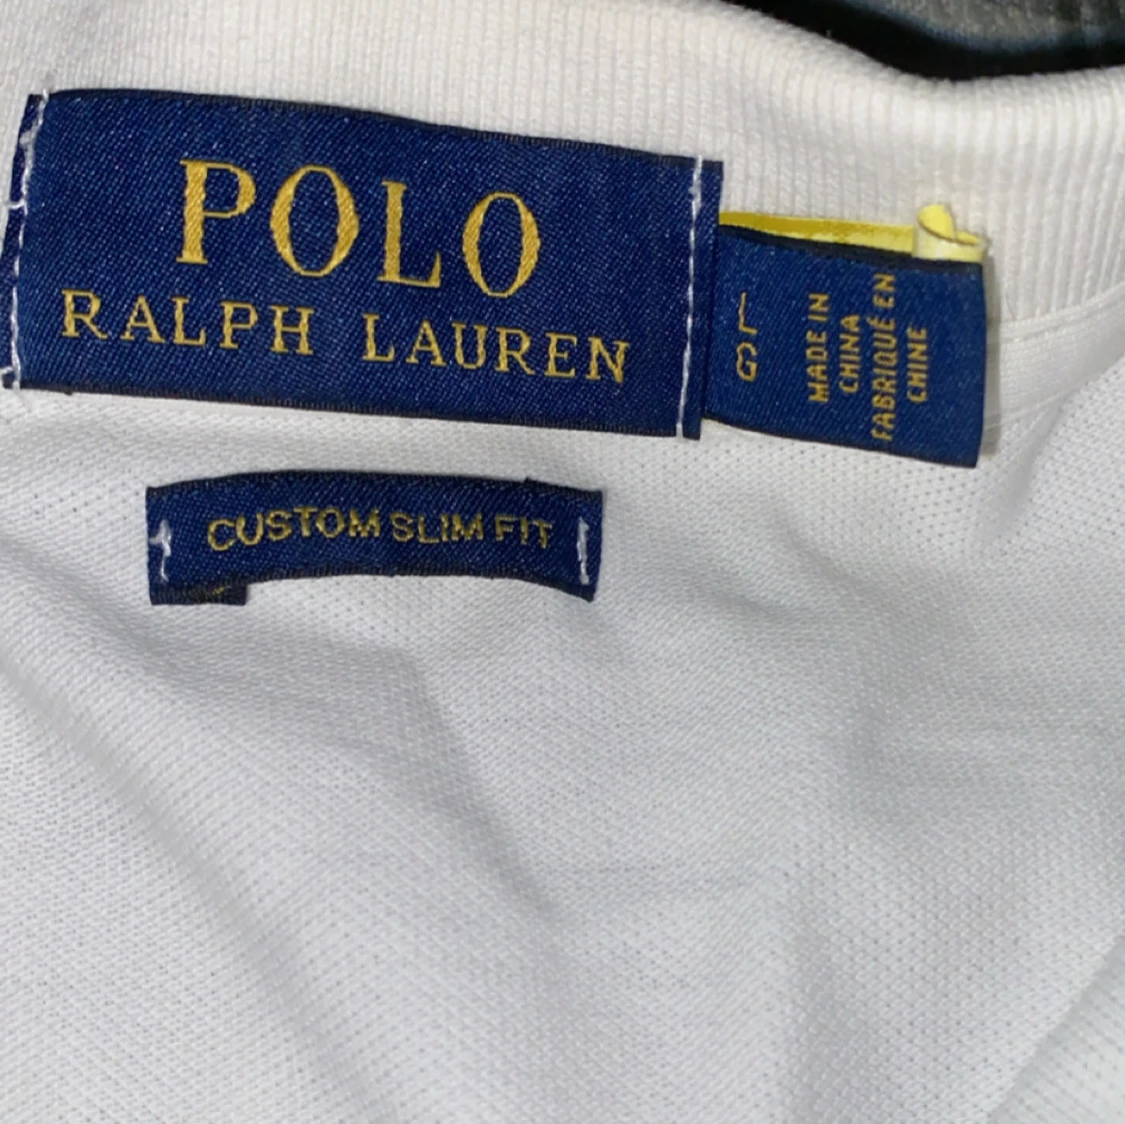 POLO
RALPH LAUREN
L
G
MADE IN
CHINA
FABRIQUÉ EN
CHINE
CUSTOM SLIM FIT